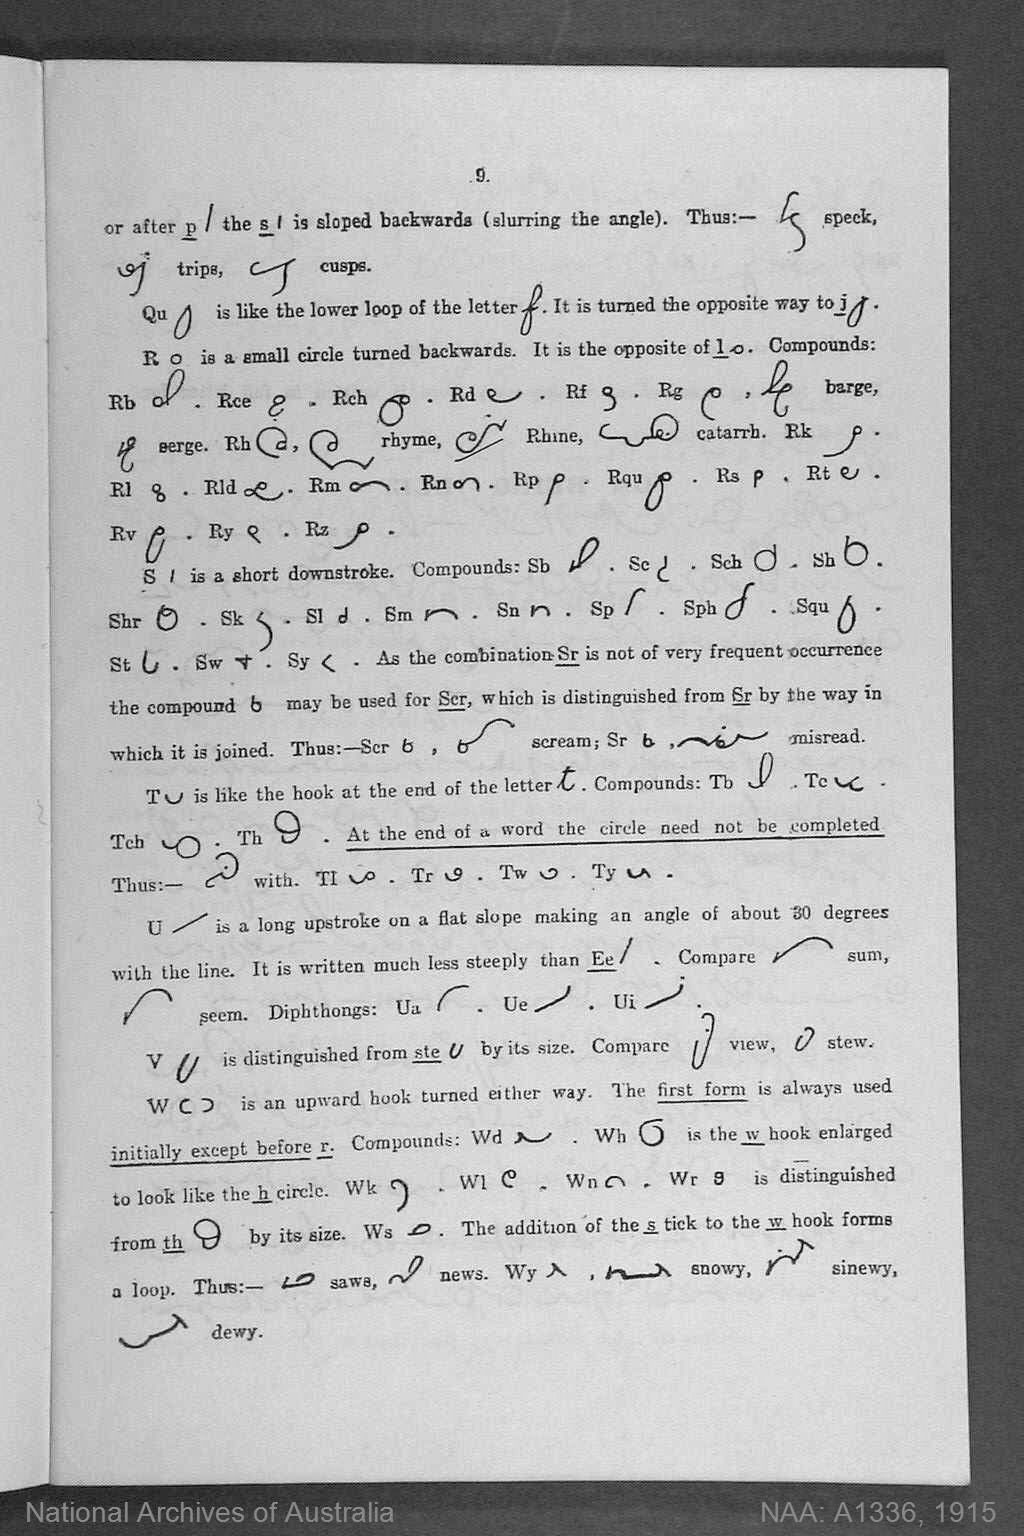 9.
or after p the s is sloped backwards (slurring the angle). Thus:— speck,
trips, cusps.
Qu is like the lower loop of the letter f. It is turned the opposite way to j .
R is a small circle turned backwards. It is the opposite of l . Compounds:
Rb . Rce . Rch . Rd . Rf . Rg , barge,
serge. Rh , rhyme, Rhine, catarrh. Rk .
Rl . Rld . Rm . Rn . Rp . Rqu . Rs . Rt .
Rv . Ry . Rz .
S is a short downstroke. Compounds: Sb . Sc . Sch . Sh .
Shr . Sk . Sl . Sm . Sn . Sp . Sph . Squ .
St . Sw . Sy . As the combination Sr is not of very frequent occurrence
the compound may be used for Scr, which is distinguished from Sr by the way in
which it is joined. Thus:—Scr , scream; Sr , misread.
T is like the hook at the end of the letter t . Compounds: Tb . Tc .
Tch . Th . At the end of a word the circle need not be completed
Thus:— with. Tl . Tr . Tw . Ty .
U is a long upstroke on a flat slope making an angle of about 30 degrees
with the line. It is written much less steeply than Ee . Compare sum,
seem. Diphthongs: Ua . Ue . Ui .
V is distinguished from ste by its size. Compare view, stew.
W is an upward hook turned either way. The first form is always used
initially except before r. Compounds: Wd . Wh is the w hook enlarged
to look like the h circle. Wk . Wl . Wn . Wr is distinguished
from th by its size. Ws . The addition of the s tick to the w hook forms
a loop. Thus:— saws, news. Wy , snowy, sinewy,
dewy.
National Archives of Australia
NAA: A1336, 1915